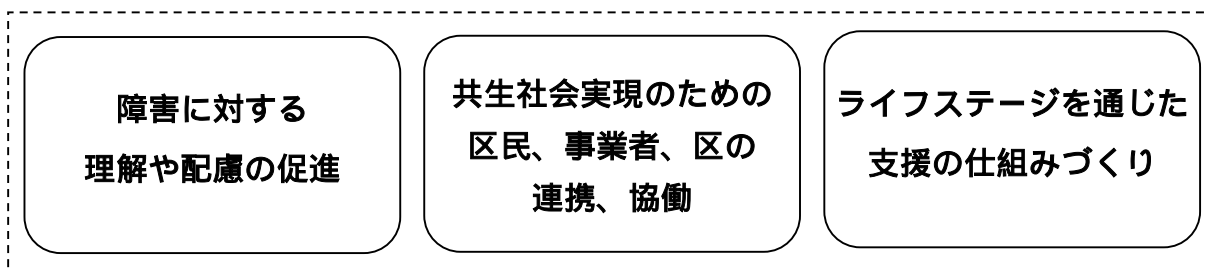 障害に対する
理解や配慮の促進
共生社会実現のための
区民、事業者、区の
連携、協働
ライフステージを通じた
支援の仕組みづくり